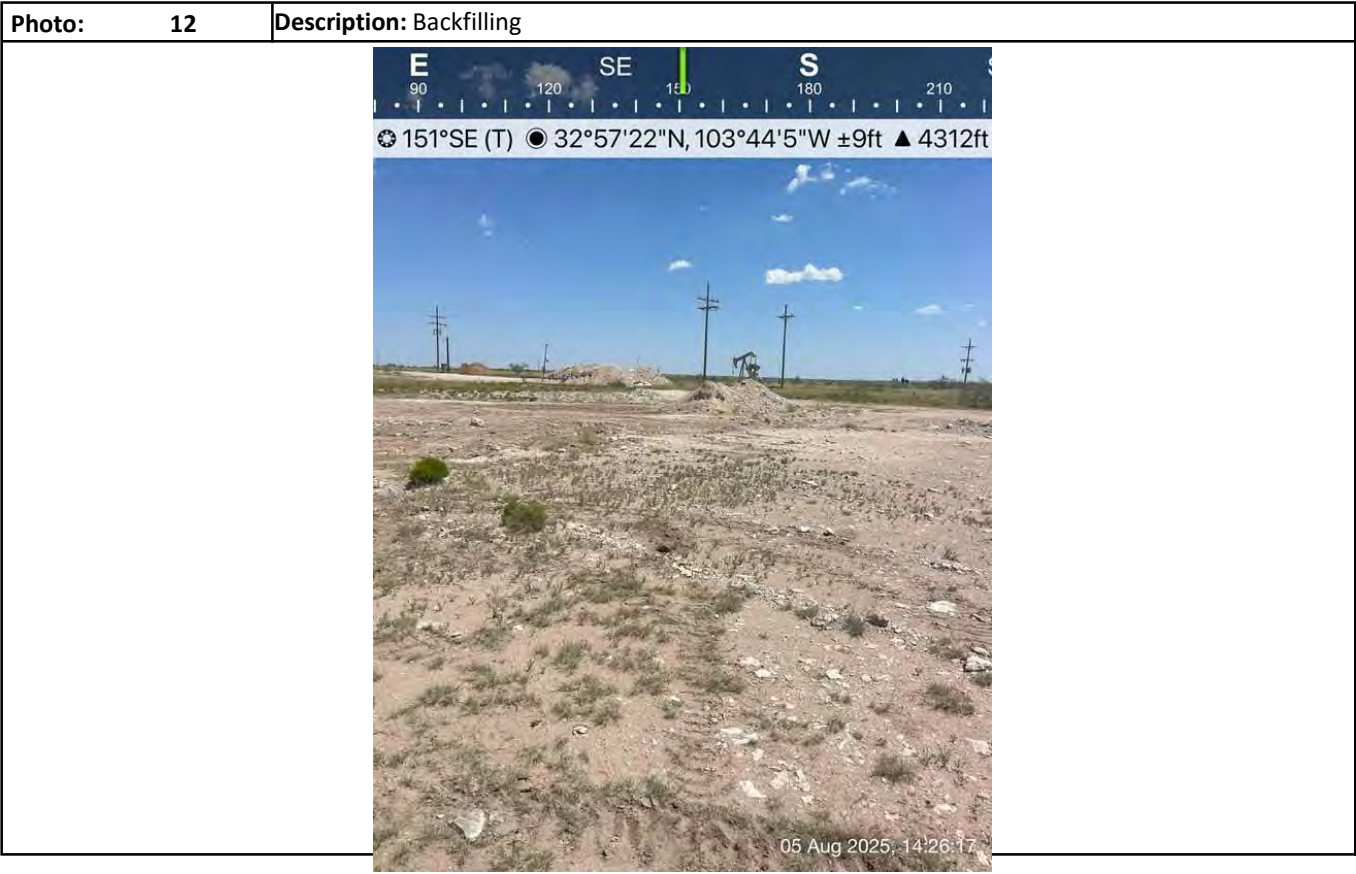 Photo: 12 Description: Backfilling
E SE S
90 120 150 180 210
151°SE (T) 32°57'22"N, 103°44'5"W ±9ft ▲ 4312ft
05 Aug 2025, 14:26:17